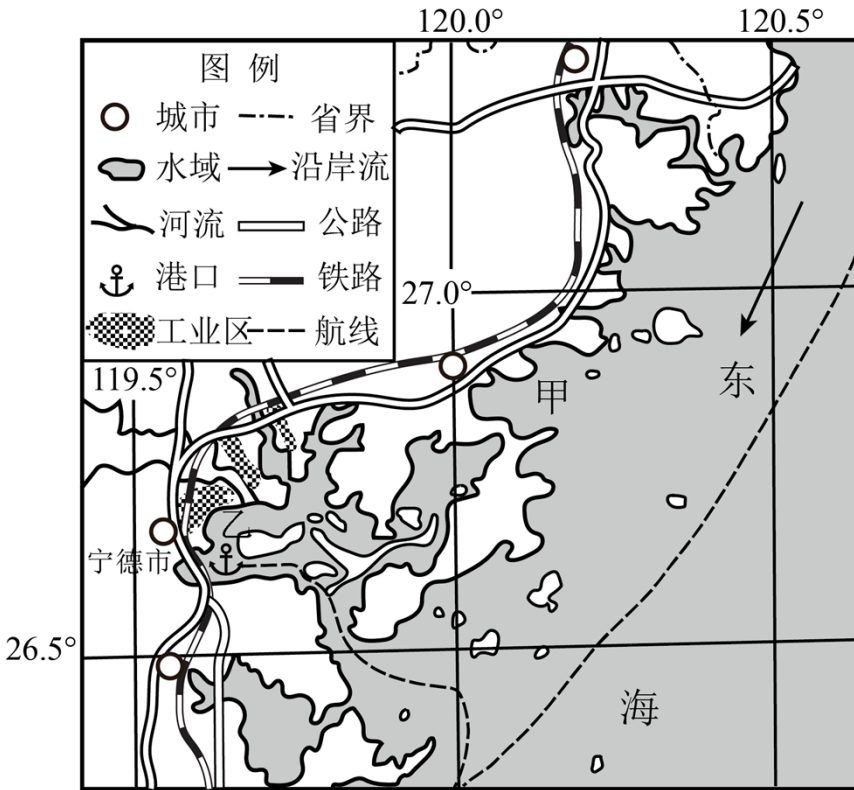 120.0°
120.5°
图 例
城市
省界
水域
沿岸流
河流
公路
港口
铁路
工业区
航线
27.0°
119.5°
甲
东
乙
宁德市
26.5°
海